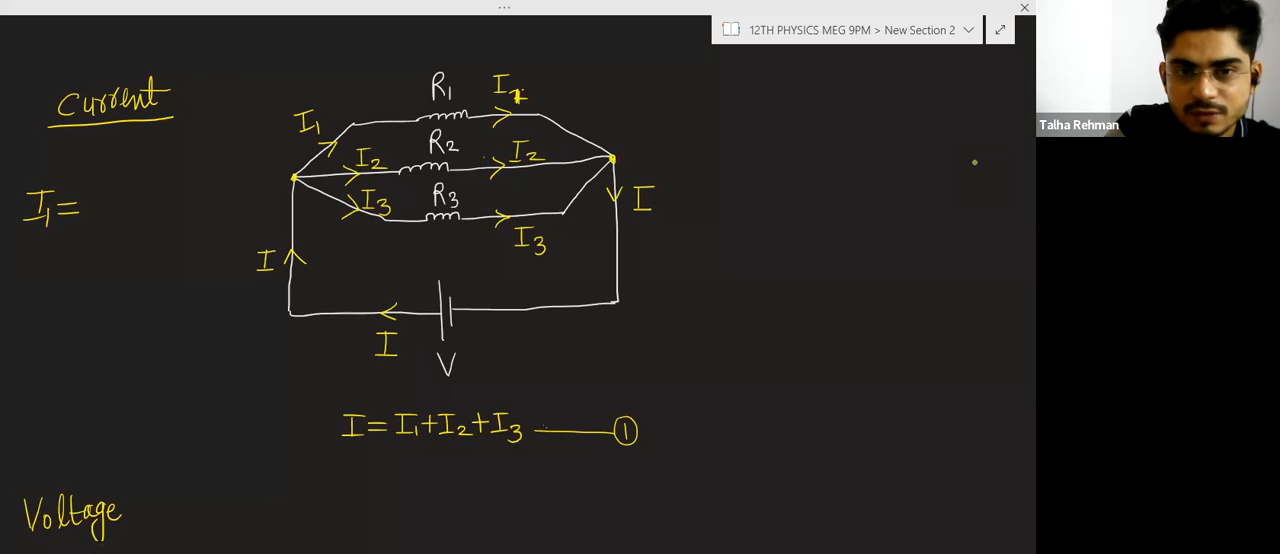 12TH PHYSICS MEG 9PM > New Section 2
Talha Rehman
Current
R1
I1
I1
R2
I2
I2
R3
I3
I3
I1=
I
I
I
V
I=I1+I2+I3 ——— ①
Voltage